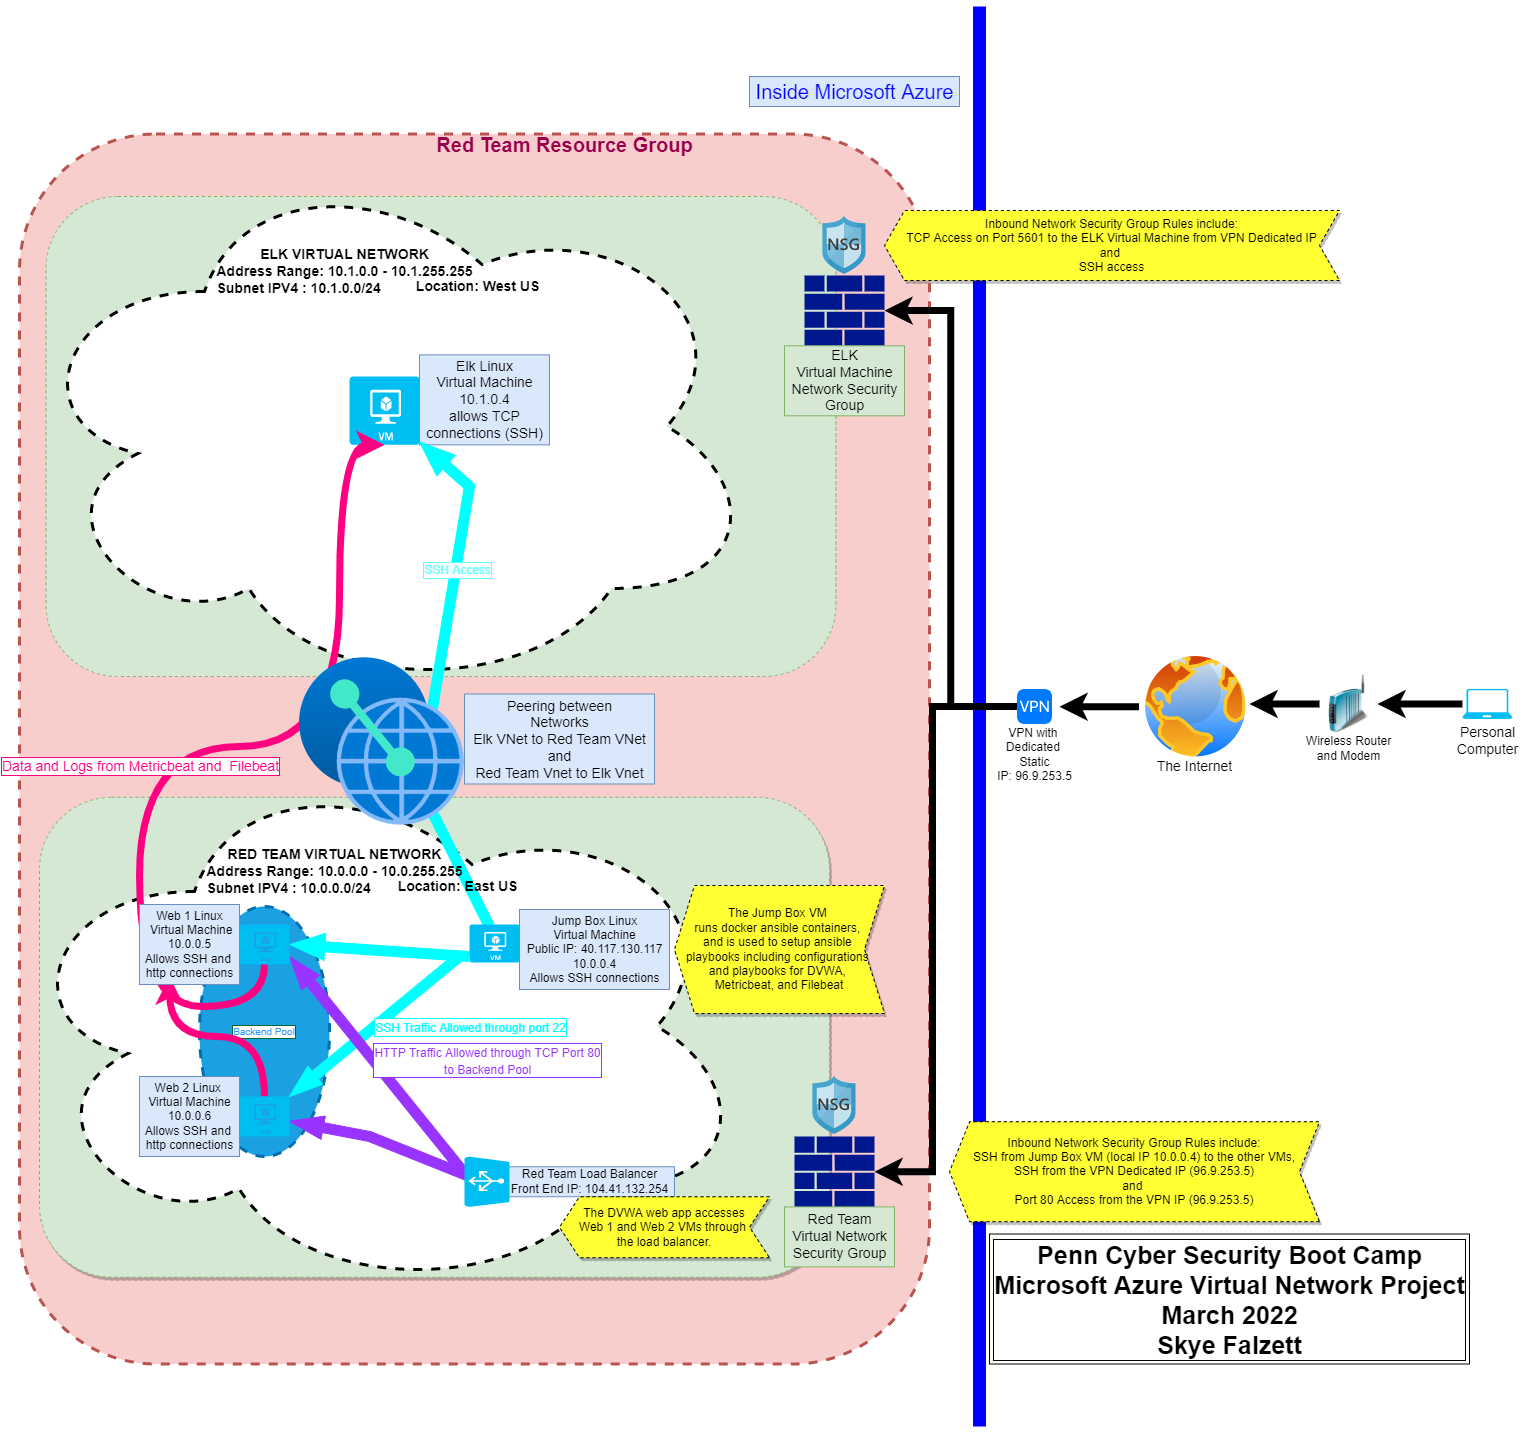 Inside Microsoft Azure
Red Team Resource Group
ELK VIRTUAL NETWORK
Address Range: 10.1.0.0 - 10.1.255.255
Subnet IPV4 : 10.1.0.0/24
Location: West US
NSG
Inbound Network Security Group Rules include:
TCP Access on Port 5601 to the ELK Virtual Machine from VPN Dedicated IP
and
SSH access
ELK
Virtual Machine
Network Security
Group
Elk Linux
Virtual Machine
10.1.0.4
allows TCP
connections (SSH)
VM
SSH Access
Peering between
Networks
Elk VNet to Red Team VNet
and
Red Team Vnet to Elk Vnet
Data and Logs from Metricbeat and  Filebeat
VPN
VPN with
Dedicated
Static
IP: 96.9.253.5
The Internet
Wireless Router
and Modem
Personal
Computer
RED TEAM VIRTUAL NETWORK
Address Range: 10.0.0.0 - 10.0.255.255
Subnet IPV4 : 10.0.0.0/24
Location: East US
Web 1 Linux
Virtual Machine
10.0.0.5
Allows SSH and
http connections
VM
Jump Box Linux
Virtual Machine
Public IP: 40.117.130.117
10.0.0.4
Allows SSH connections
VM
The Jump Box VM
runs docker ansible containers,
and is used to setup ansible
playbooks including configurations
and playbooks for DVWA,
Metricbeat, and Filebeat
Backend Pool
SSH Traffic Allowed through port 22
HTTP Traffic Allowed through TCP Port 80
to Backend Pool
Web 2 Linux
Virtual Machine
10.0.0.6
Allows SSH and
http connections
VM
NSG
Red Team Load Balancer
Front End IP: 104.41.132.254
The DVWA web app accesses
Web 1 and Web 2 VMs through
the load balancer.
Red Team
Virtual Network
Security Group
Inbound Network Security Group Rules include:
SSH from Jump Box VM (local IP 10.0.0.4) to the other VMs,
SSH from the VPN Dedicated IP (96.9.253.5)
and
Port 80 Access from the VPN IP (96.9.253.5)
Penn Cyber Security Boot Camp
Microsoft Azure Virtual Network Project
March 2022
Skye Falzett